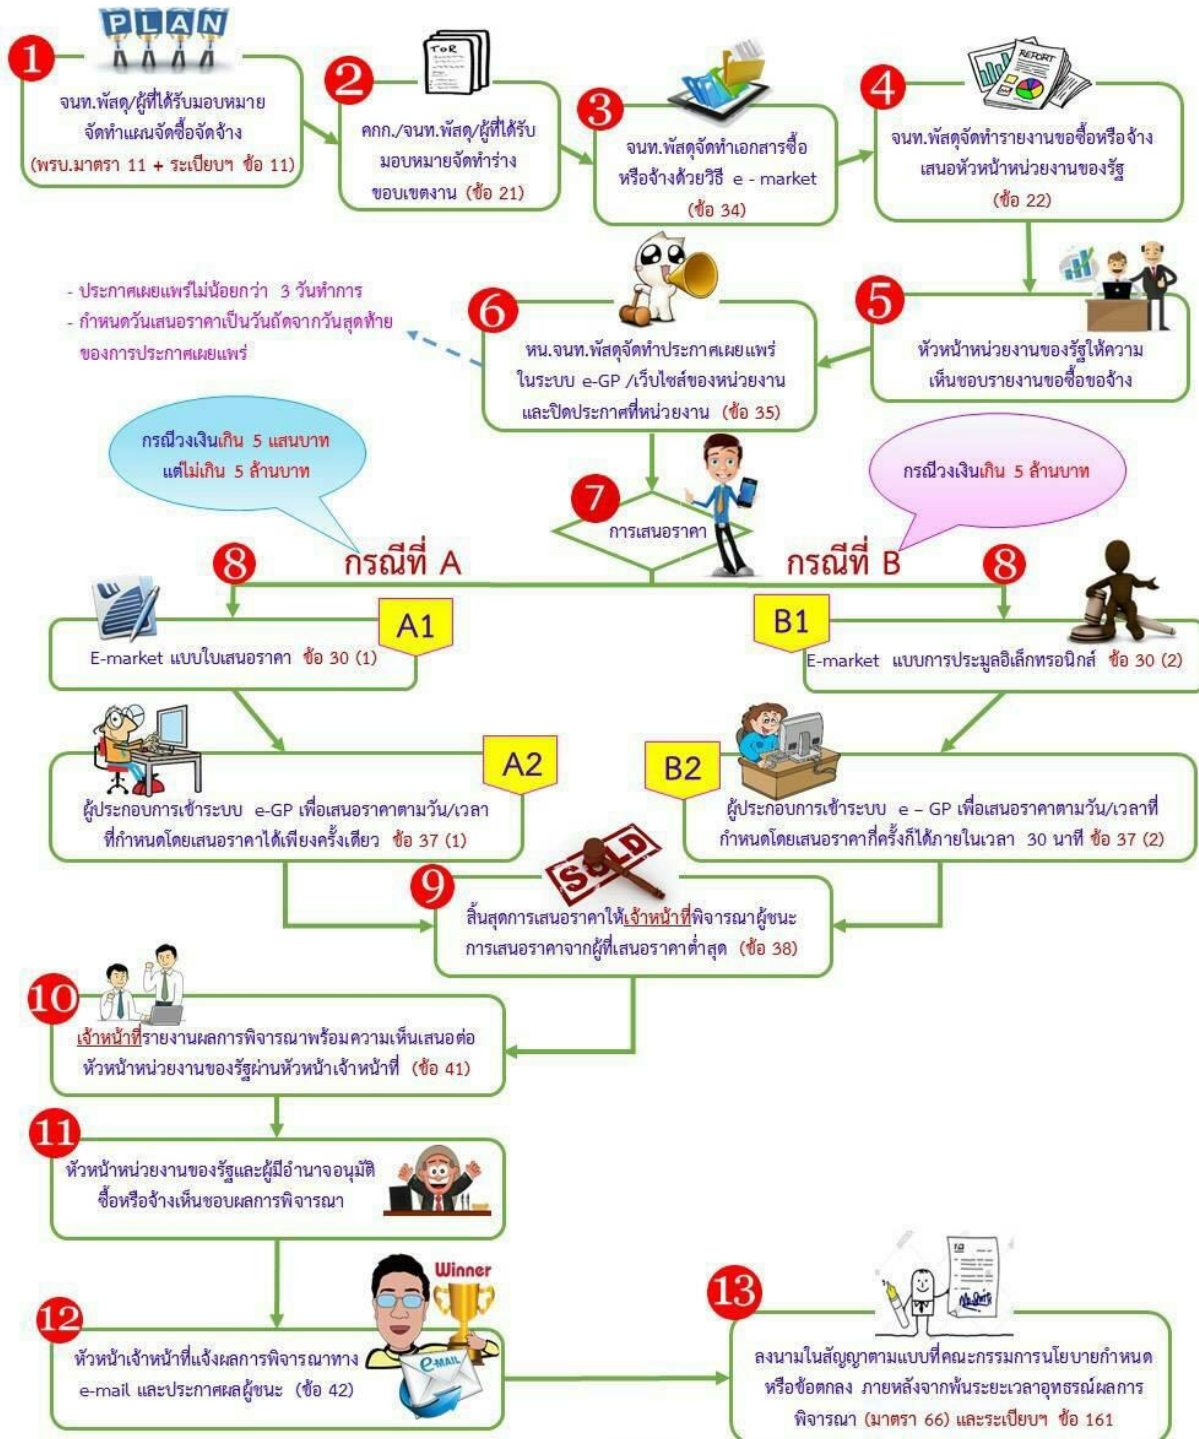 PLAN
1
จนท.พัสดุ/ผู้ที่ได้รับมอบหมาย
จัดทำแผนจัดซื้อจัดจ้าง
(พรบ.มาตรา 11 + ระเบียบฯ ข้อ 11)
2
TOR
คกก./จนท.พัสดุ/ผู้ที่ได้รับ
มอบหมายจัดทำร่าง
ขอบเขตงาน (ข้อ 21)
3
จนท.พัสดุจัดทำเอกสารซื้อ
หรือจ้างด้วยวิธี e - market
(ข้อ 34)
4
REPORT
จนท.พัสดุจัดทำรายงานขอซื้อหรือจ้าง
เสนอหัวหน้าหน่วยงานของรัฐ
(ข้อ 22)
5
หัวหน้าหน่วยงานของรัฐให้ความ
เห็นชอบรายงานขอซื้อขอจ้าง
6
หน.จนท.พัสดุจัดทำประกาศเผยแพร่
ในระบบ e-GP /เว็บไซส์ของหน่วยงาน
และปิดประกาศที่หน่วยงาน (ข้อ 35)
- ประกาศเผยแพร่ไม่น้อยกว่า 3 วันทำการ
- กำหนดวันเสนอราคาเป็นวันถัดจากวันสุดท้าย
ของการประกาศเผยแพร่
กรณีวงเงินเกิน 5 แสนบาท
แต่ไม่เกิน 5 ล้านบาท
กรณีวงเงินเกิน 5 ล้านบาท
7
การเสนอราคา
8
กรณีที่ A
กรณีที่ B
8
A1
E-market แบบใบเสนอราคา ข้อ 30 (1)
B1
E-market แบบการประมูลอิเล็กทรอนิกส์ ข้อ 30 (2)
A2
ผู้ประกอบการเข้าระบบ e-GP เพื่อเสนอราคาตามวัน/เวลา
ที่กำหนดโดยเสนอราคาได้เพียงครั้งเดียว ข้อ 37 (1)
B2
ผู้ประกอบการเข้าระบบ e – GP เพื่อเสนอราคาตามวัน/เวลาที่
กำหนดโดยเสนอราคากี่ครั้งก็ได้ภายในเวลา 30 นาที ข้อ 37 (2)
9
SOLD
สิ้นสุดการเสนอราคาให้เจ้าหน้าที่พิจารณาผู้ชนะ
การเสนอราคาจากผู้ที่เสนอราคาต่ำสุด (ข้อ 38)
10
เจ้าหน้าที่รายงานผลการพิจารณาพร้อมความเห็นเสนอต่อ
หัวหน้าหน่วยงานของรัฐผ่านหัวหน้าเจ้าหน้าที่ (ข้อ 41)
11
หัวหน้าหน่วยงานของรัฐและผู้มีอำนาจอนุมัติ
ซื้อหรือจ้างเห็นชอบผลการพิจารณา
12
Winner
e-MAIL
หัวหน้าเจ้าหน้าที่แจ้งผลการพิจารณาทาง
e-mail และประกาศผลผู้ชนะ (ข้อ 42)
13
ลงนามในสัญญาตามแบบที่คณะกรรมการนโยบายกำหนด
หรือข้อตกลง ภายหลังจากพ้นระยะเวลาอุทธรณ์ผลการ
พิจารณา (มาตรา 66) และระเบียบฯ ข้อ 161